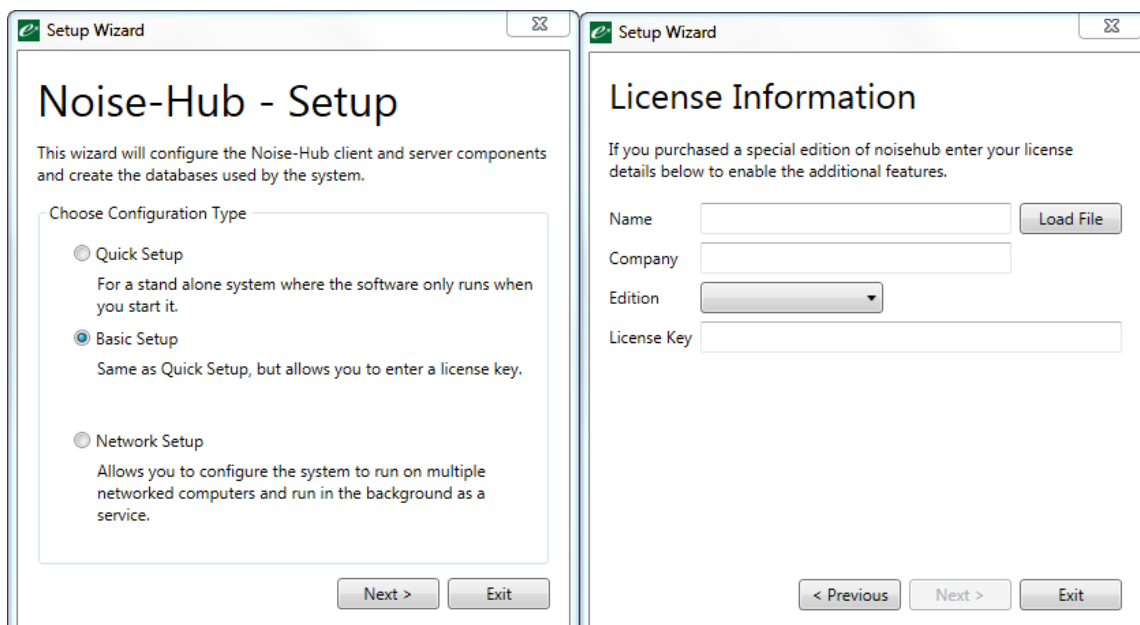 Setup Wizard
Noise-Hub - Setup
This wizard will configure the Noise-Hub client and server components
and create the databases used by the system.
Choose Configuration Type
Quick Setup
For a stand alone system where the software only runs when
you start it.
Basic Setup
Same as Quick Setup, but allows you to enter a license key.
Network Setup
Allows you to configure the system to run on multiple
networked computers and run in the background as a
service.
Next >
Exit
Setup Wizard
License Information
If you purchased a special edition of noisehub enter your license
details below to enable the additional features.
Name
Load File
Company
Edition
License Key
< Previous
Next >
Exit